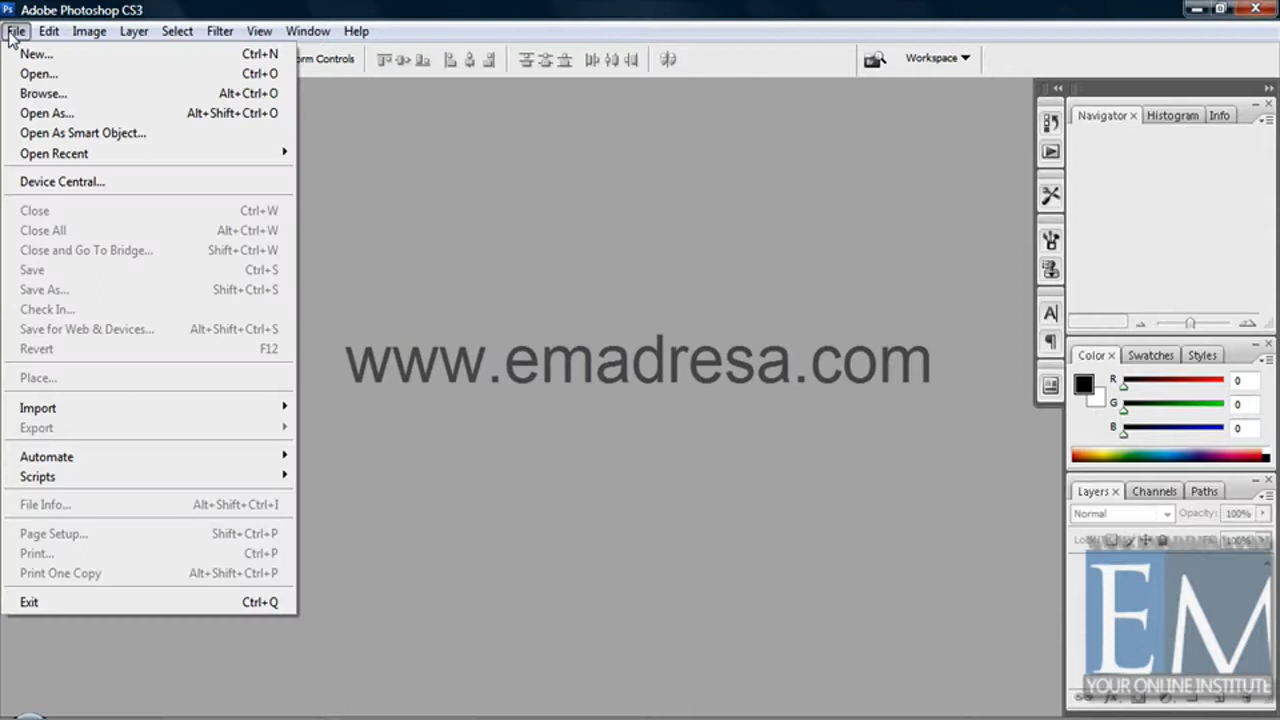 Ps Adobe Photoshop CS3
File Edit Image Layer Select Filter View Window Help
New... Ctrl+N
Open... Ctrl+O
Browse... Alt+Ctrl+O
Open As... Alt+Shift+Ctrl+O
Open As Smart Object...
Open Recent
Device Central...
Close Ctrl+W
Close All Alt+Ctrl+W
Close and Go To Bridge... Shift+Ctrl+W
Save Ctrl+S
Save As... Shift+Ctrl+S
Check In...
Save for Web & Devices... Alt+Shift+Ctrl+S
Revert F12
Place...
Import
Export
Automate
Scripts
File Info... Alt+Shift+Ctrl+I
Page Setup... Shift+Ctrl+P
Print... Ctrl+P
Print One Copy Alt+Shift+Ctrl+P
Exit Ctrl+Q
Controls
Workspace
www.emadresa.com
Navigator Histogram Info
Color Swatches Styles
R 0
G 0
B 0
Layers Channels Paths
Normal Opacity: 100%
100%
EM
YOUR ONLINE INSTITUTE